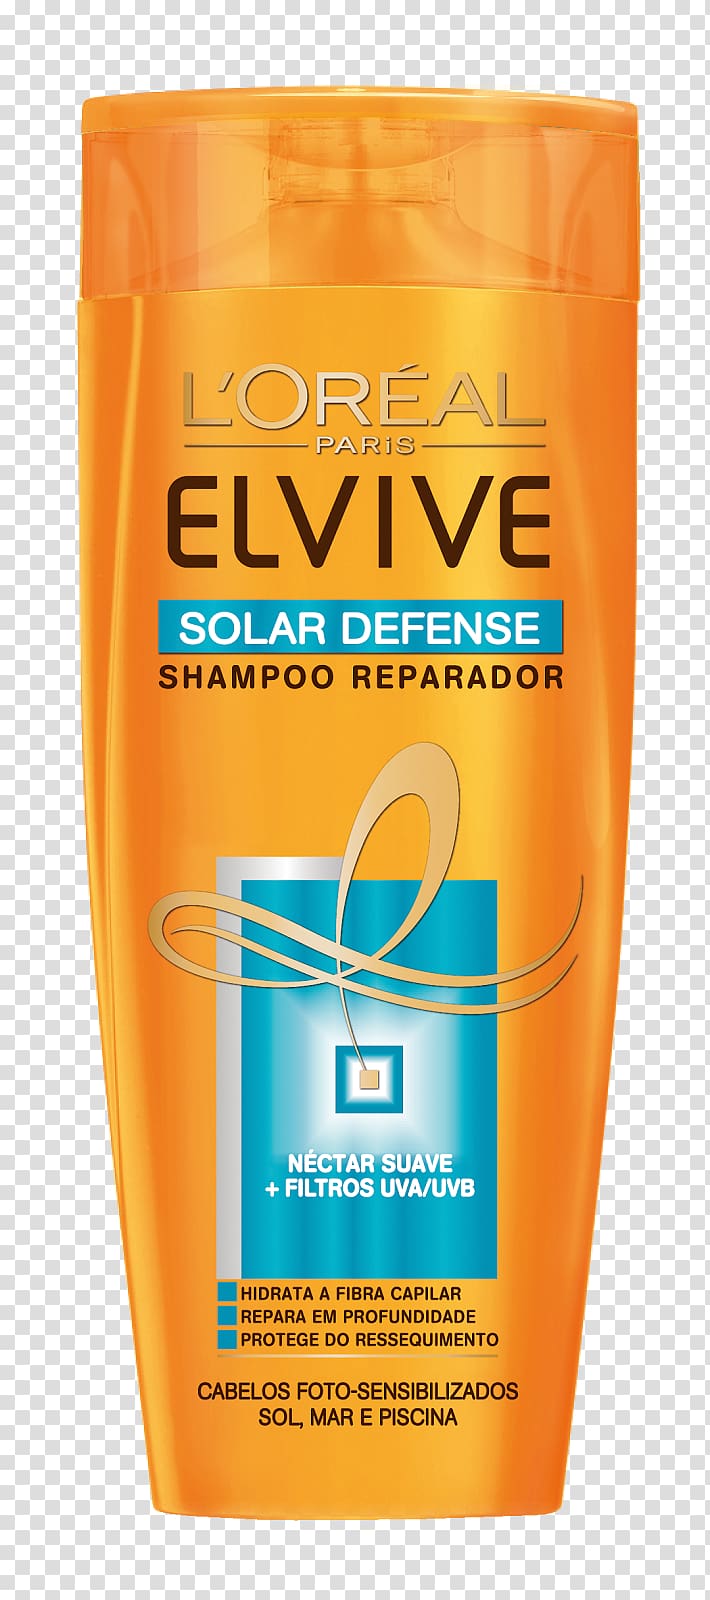 L'ORÉAL
PARiS
ELVIVE
SOLAR DEFENSE
SHAMPOO REPARADOR
NÉCTAR SUAVE
+ FILTROS UVA/UVB
HIDRATA A FIBRA CAPILAR
REPARA EM PROFUNDIDADE
PROTEGE DO RESSEQUIMENTO
CABELOS FOTO-SENSIBILIZADOS
SOL, MAR E PISCINA